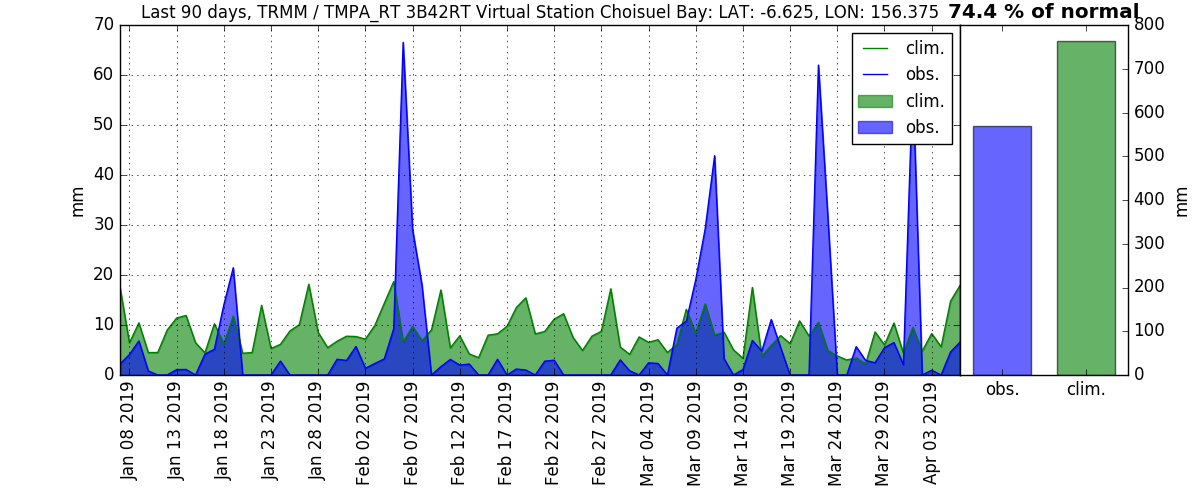 Last 90 days, TRMM / TMPA_RT 3B42RT Virtual Station Choisuel Bay: LAT: -6.625, LON: 156.375 74.4 % of normal
70
60
50
40
30
20
10
0
mm
clim.
obs.
clim.
obs.
Jan 08 2019
Jan 13 2019
Jan 18 2019
Jan 23 2019
Jan 28 2019
Feb 02 2019
Feb 07 2019
Feb 12 2019
Feb 17 2019
Feb 22 2019
Feb 27 2019
Mar 04 2019
Mar 09 2019
Mar 14 2019
Mar 19 2019
Mar 24 2019
Mar 29 2019
Apr 03 2019
800
700
600
500
400
300
200
100
0
mm
obs.
clim.